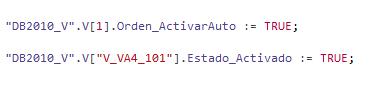 "DB2010_V".V[1].Orden_ActivarAuto := TRUE;
"DB2010_V".V["V_VA4_101"].Estado_Activado := TRUE;